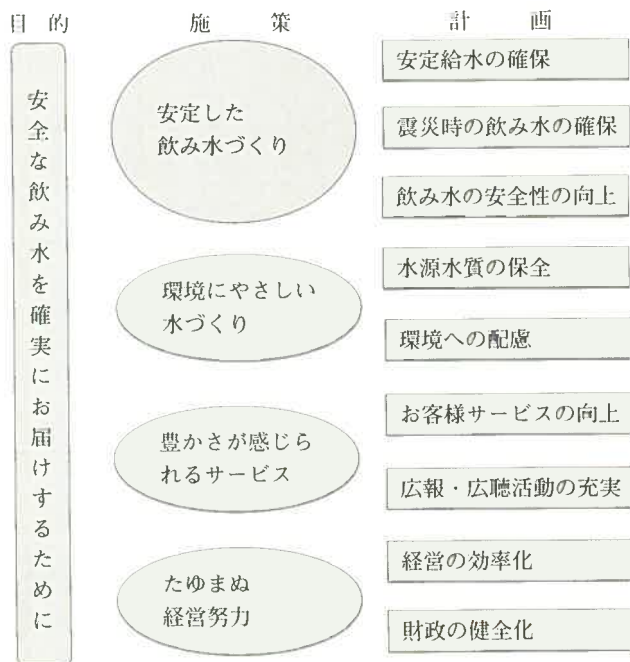 目的
施策
計画
安全な飲み水を確実にお届けするために
安定した
飲み水づくり
環境にやさしい
水づくり
豊かさが感じら
れるサービス
たゆまぬ
経営努力
安定給水の確保
震災時の飲み水の確保
飲み水の安全性の向上
水源水質の保全
環境への配慮
お客様サービスの向上
広報・広聴活動の充実
経営の効率化
財政の健全化